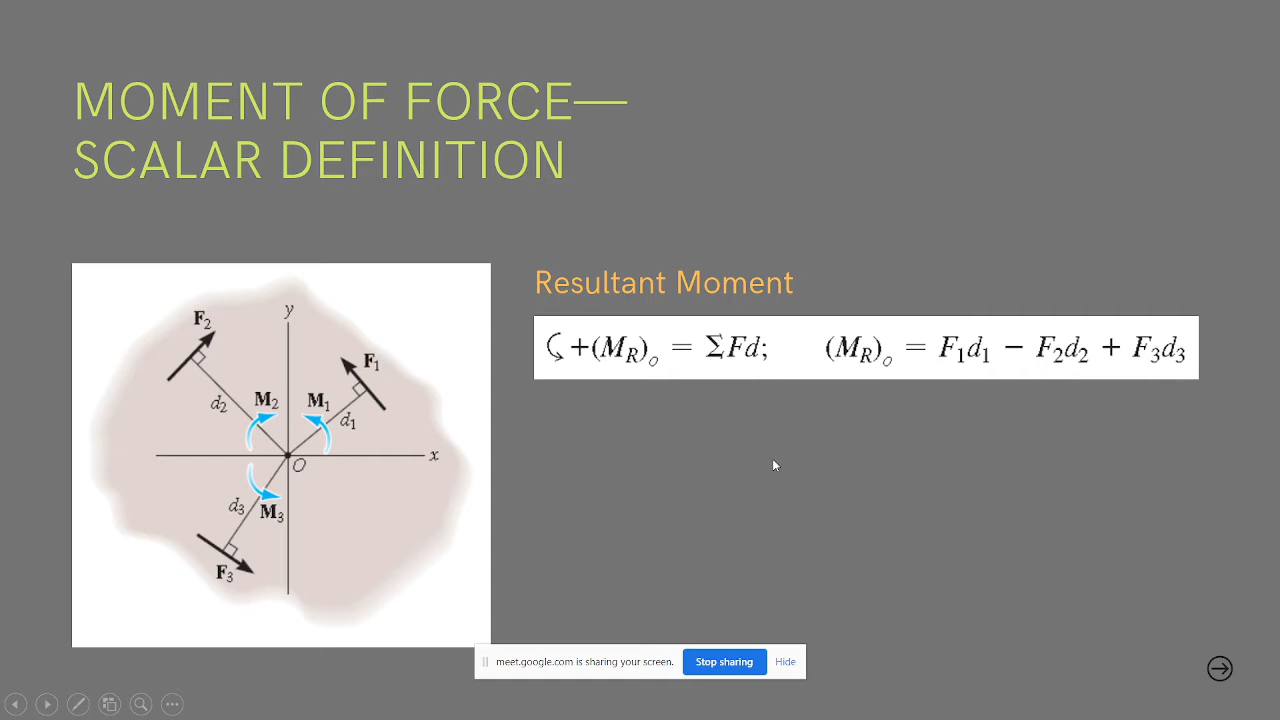 MOMENT OF FORCE—
SCALAR DEFINITION
Resultant Moment
↺ +(M_R)_o = ΣFd; (M_R)_o = F₁d₁ − F₂d₂ + F₃d₃
y
F₂
F₁
M₂
M₁
d₂
d₁
x
O
d₃
M₃
F₃
meet.google.com is sharing your screen.
Stop sharing
Hide